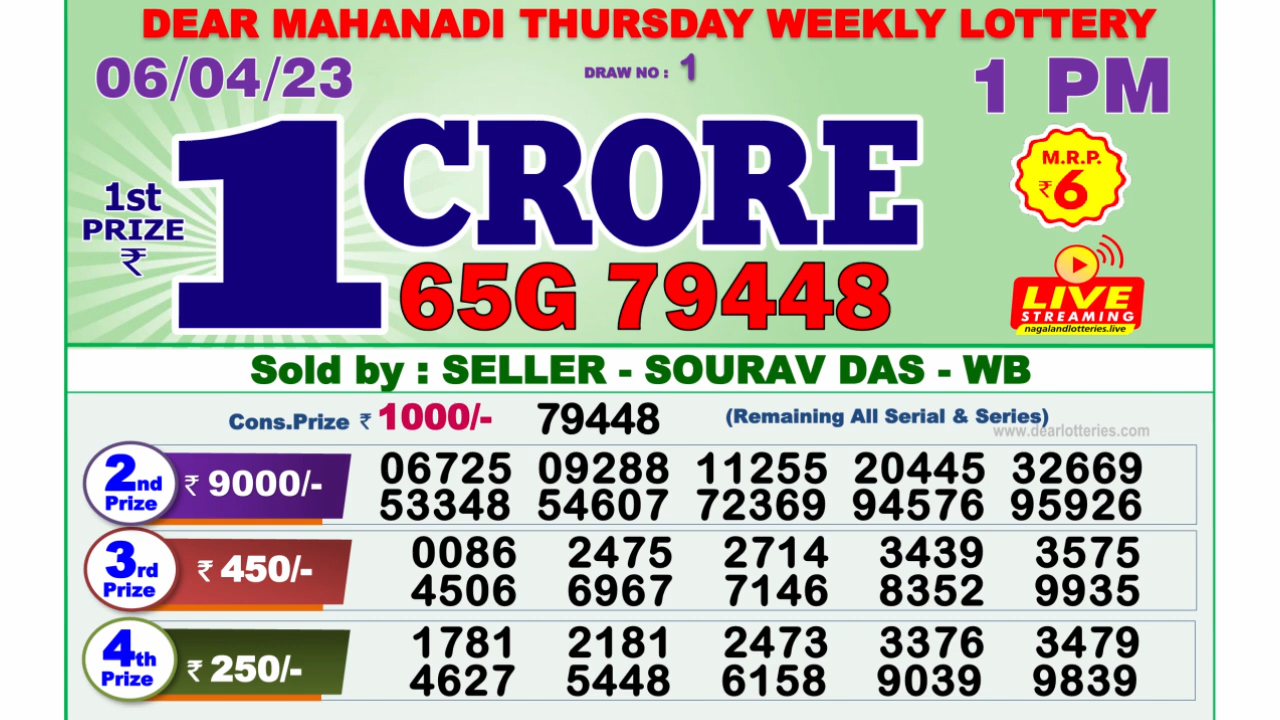 DEAR MAHANADI THURSDAY WEEKLY LOTTERY
06/04/23 DRAW NO : 1 1 PM
1st PRIZE ₹ 1 CRORE
65G 79448
M.R.P.
₹6
LIVE
STREAMING
nagalandlotteries.live
Sold by : SELLER - SOURAV DAS - WB
Cons.Prize ₹ 1000/- 79448 (Remaining All Serial & Series)
www.dearlotteries.com
2nd Prize ₹ 9000/-
06725 09288 11255 20445 32669
53348 54607 72369 94576 95926
3rd Prize ₹ 450/-
0086 2475 2714 3439 3575
4506 6967 7146 8352 9935
4th Prize ₹ 250/-
1781 2181 2473 3376 3479
4627 5448 6158 9039 9839